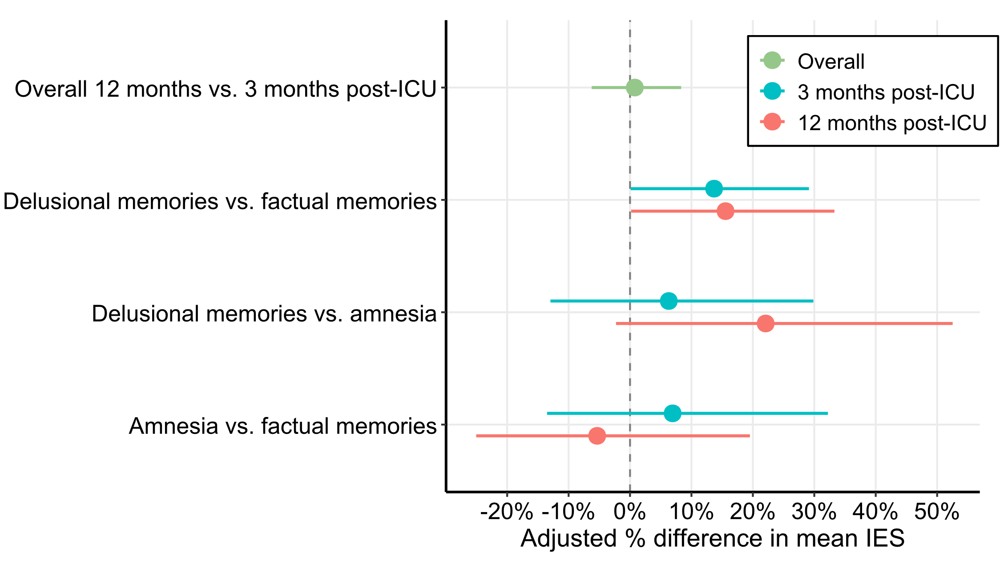 Overall
3 months post-ICU
12 months post-ICU
Overall 12 months vs. 3 months post-ICU
Delusional memories vs. factual memories
Delusional memories vs. amnesia
Amnesia vs. factual memories
-20% -10% 0% 10% 20% 30% 40% 50%
Adjusted % difference in mean IES